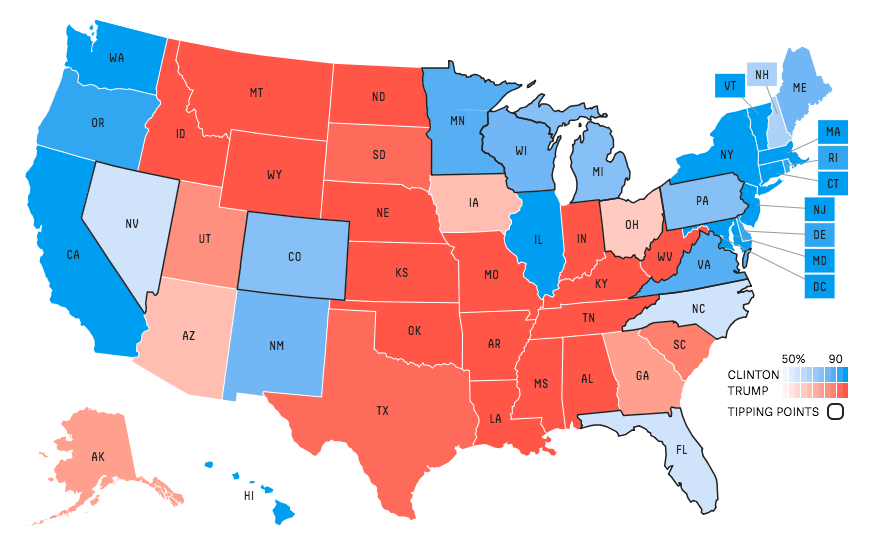 WA
MT
ND
VT
NH
ME
OR
ID
MN
MA
SD
WI
MI
NY
RI
WY
CT
NE
IA
PA
NJ
NV
UT
OH
DE
CA
CO
KS
MO
IL
IN
WV
VA
MD
KY
DC
AZ
NM
OK
AR
TN
NC
SC
TX
LA
MS
AL
GA
50% 90
CLINTON
TRUMP
TIPPING POINTS
AK
HI
FL